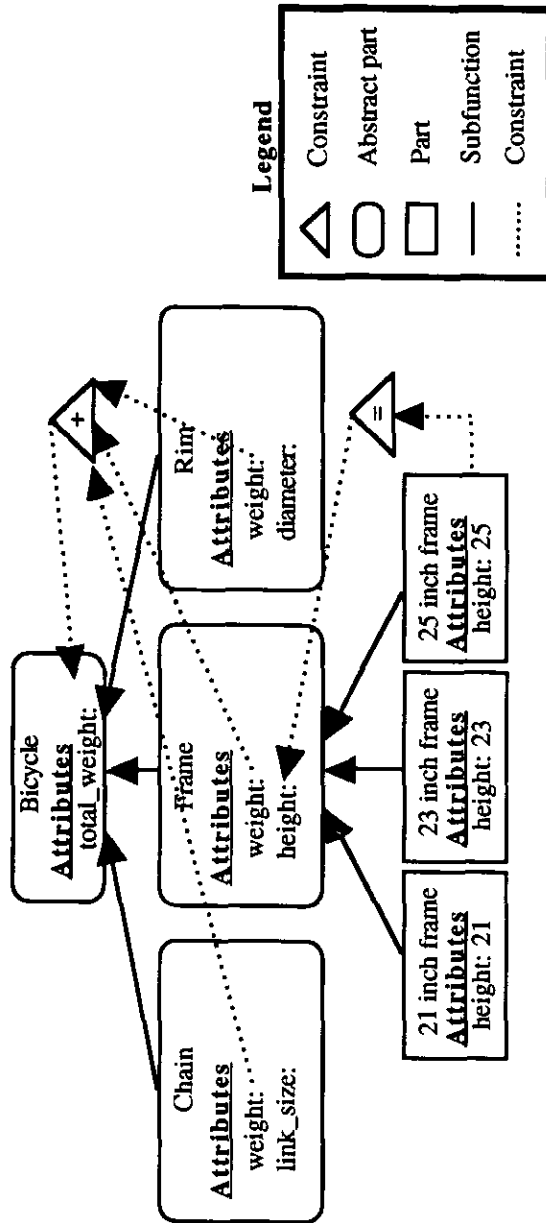 Bicycle
Attributes
total_weight:
+
Chain
Attributes
weight:
link_size:
Frame
Attributes
weight:
height:
Rim
Attributes
weight:
diameter:
=
21 inch frame
Attributes
height: 21
23 inch frame
Attributes
height: 23
25 inch frame
Attributes
height: 25
Legend
Constraint
Abstract part
Part
Subfunction
Constraint